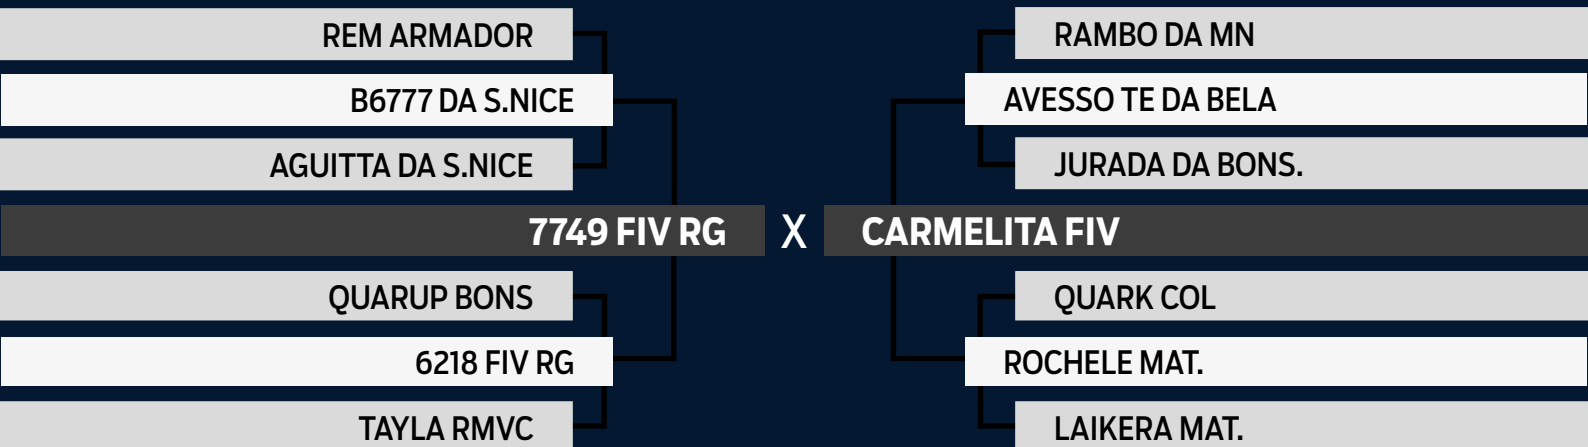 REM ARMADOR
RAMBO DA MN
B6777 DA S.NICE
AVESSO TE DA BELA
AGUITTA DA S.NICE
JURADA DA BONS.
7749 FIV RG X CARMELITA FIV
QUARUP BONS
QUARK COL
6218 FIV RG
ROCHELE MAT.
TAYLA RMVC
LAIKERA MAT.